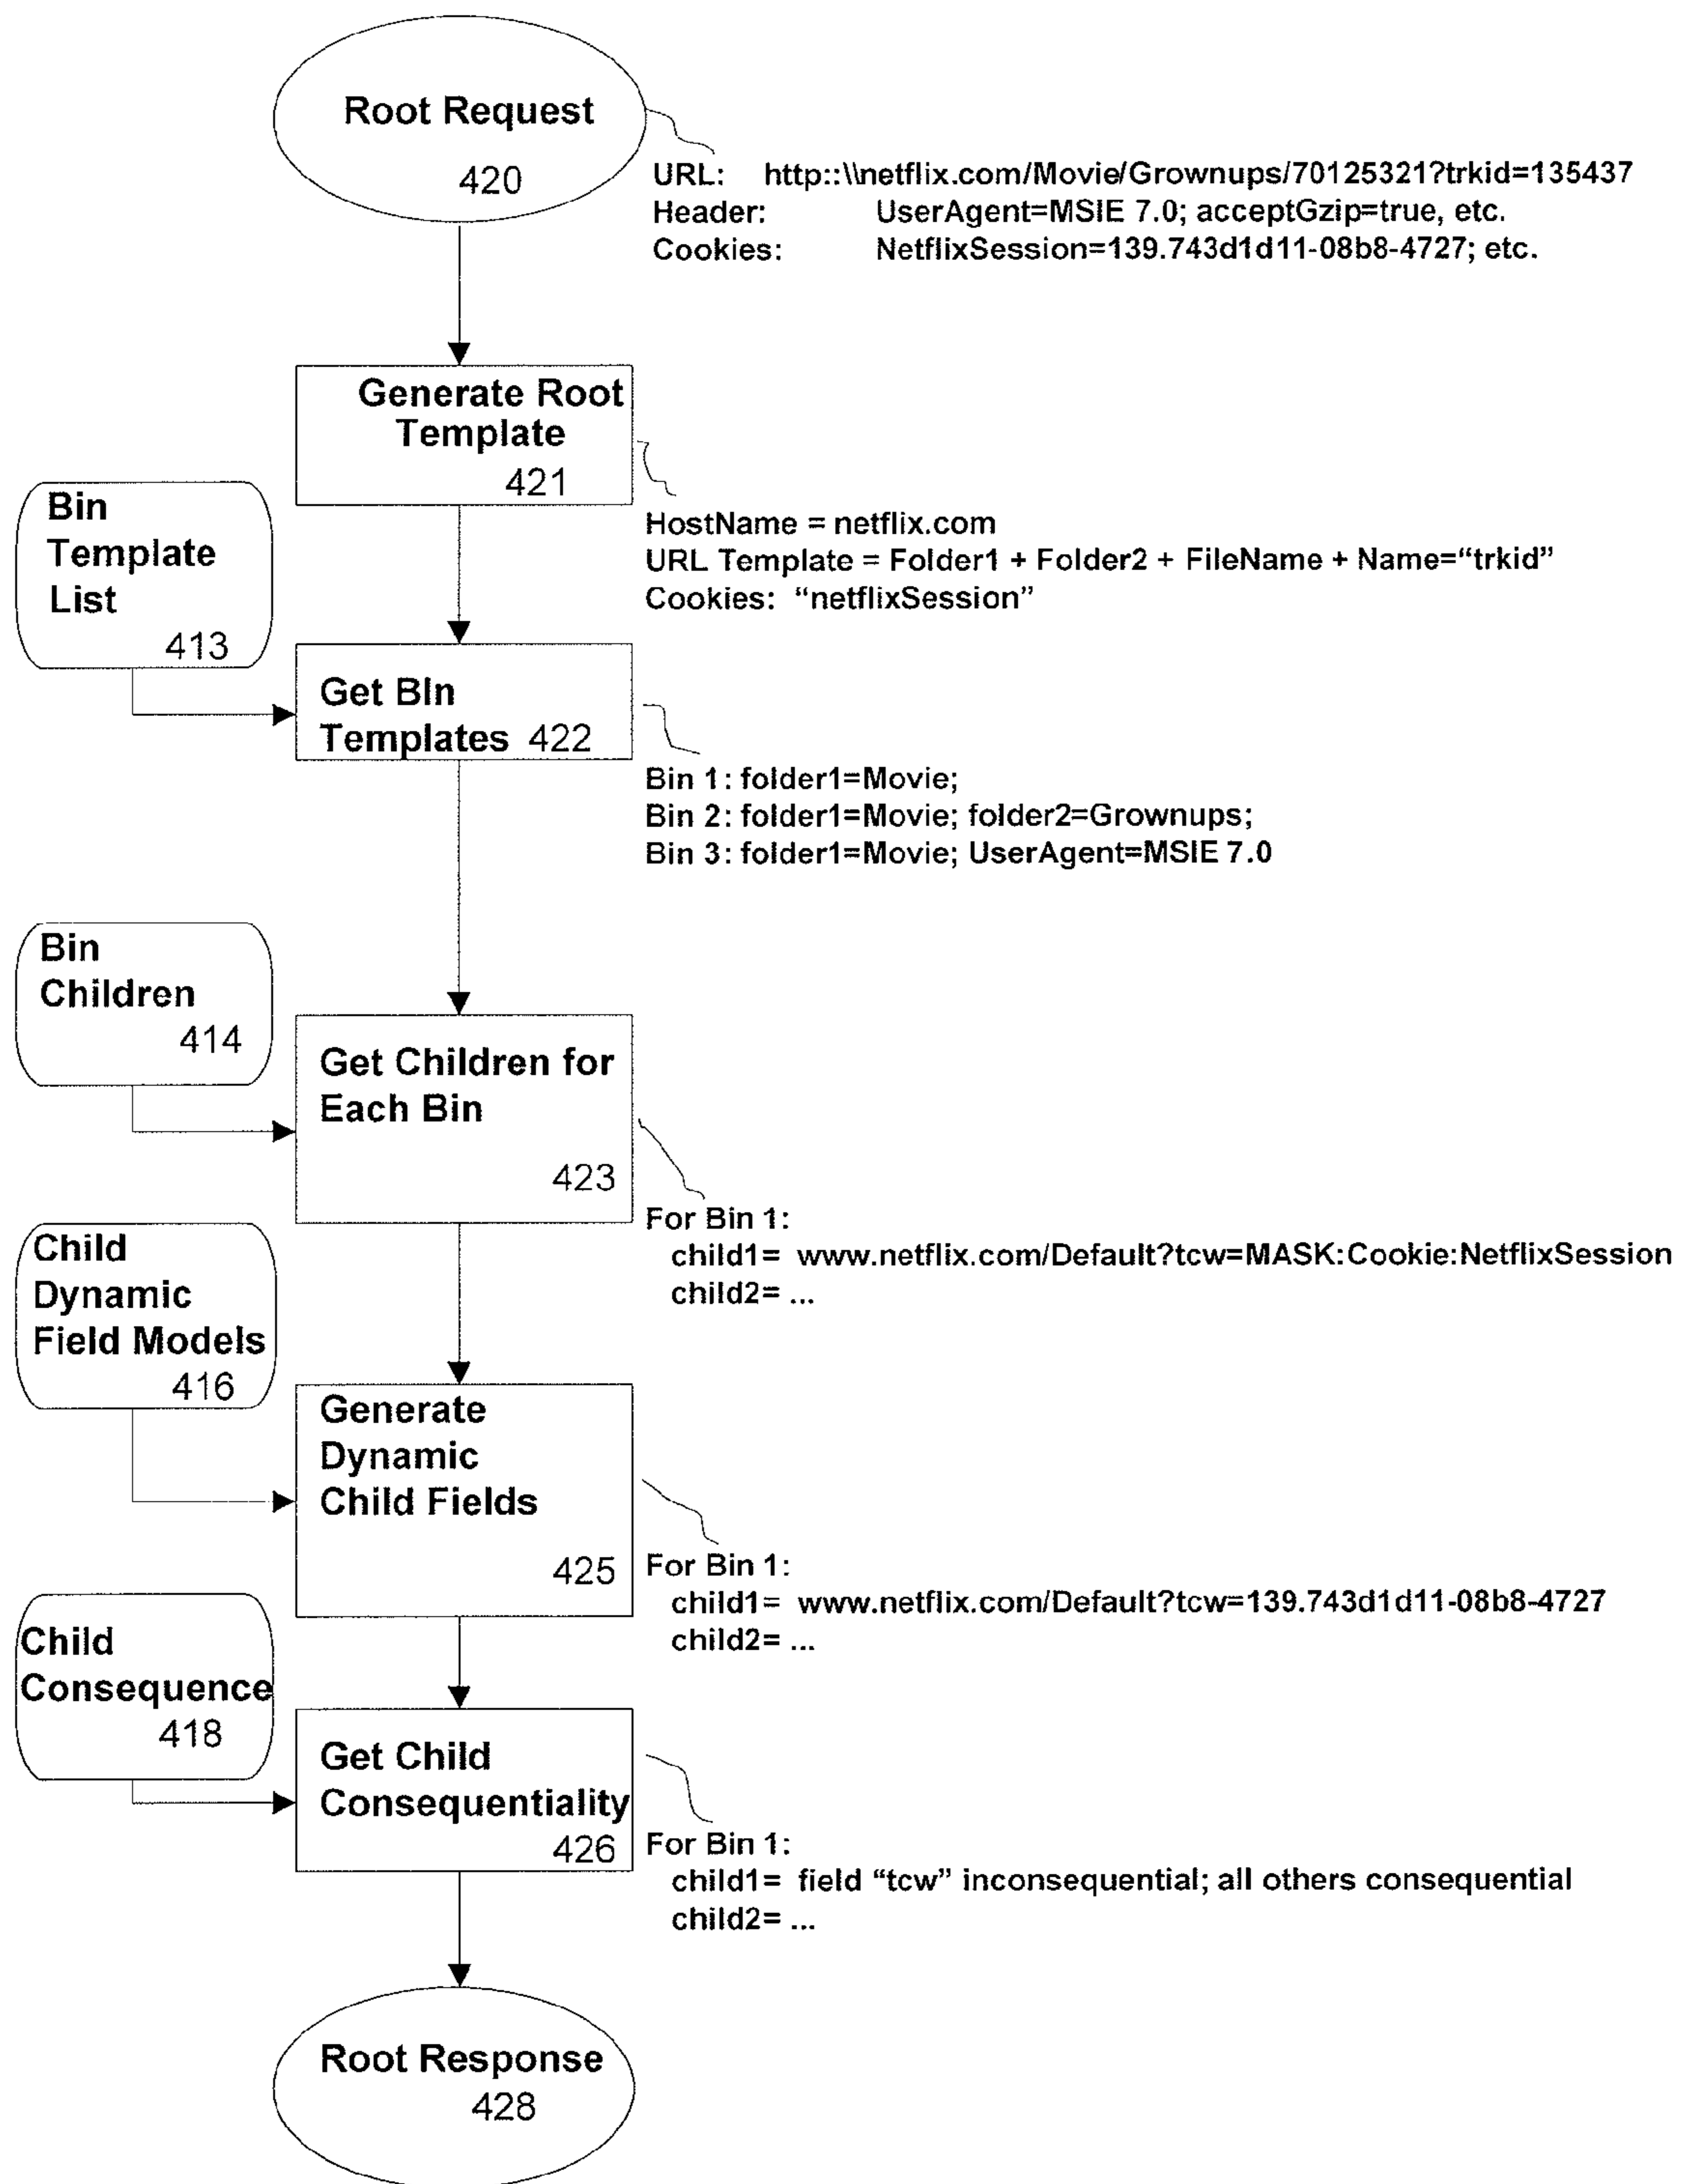 Root Request
420
URL: http::\\netflix.com/Movie/Grownups/70125321?trkid=135437
Header: UserAgent=MSIE 7.0; acceptGzip=true, etc.
Cookies: NetflixSession=139.743d1d11-08b8-4727; etc.
Generate Root
Template
421
HostName = netflix.com
URL Template = Folder1 + Folder2 + FileName + Name=“trkid”
Cookies: “netflixSession”
Bin
Template
List
413
Get BIn
Templates 422
Bin 1: folder1=Movie;
Bin 2: folder1=Movie; folder2=Grownups;
Bin 3: folder1=Movie; UserAgent=MSIE 7.0
Bin
Children
414
Get Children for
Each Bin
423
For Bin 1:
child1= www.netflix.com/Default?tcw=MASK:Cookie:NetflixSession
child2= ...
Child
Dynamic
Field Models
416
Generate
Dynamic
Child Fields
425
For Bin 1:
child1= www.netflix.com/Default?tcw=139.743d1d11-08b8-4727
child2= ...
Child
Consequence
418
Get Child
Consequentiality
426
For Bin 1:
child1= field “tcw” inconsequential; all others consequential
child2= ...
Root Response
428